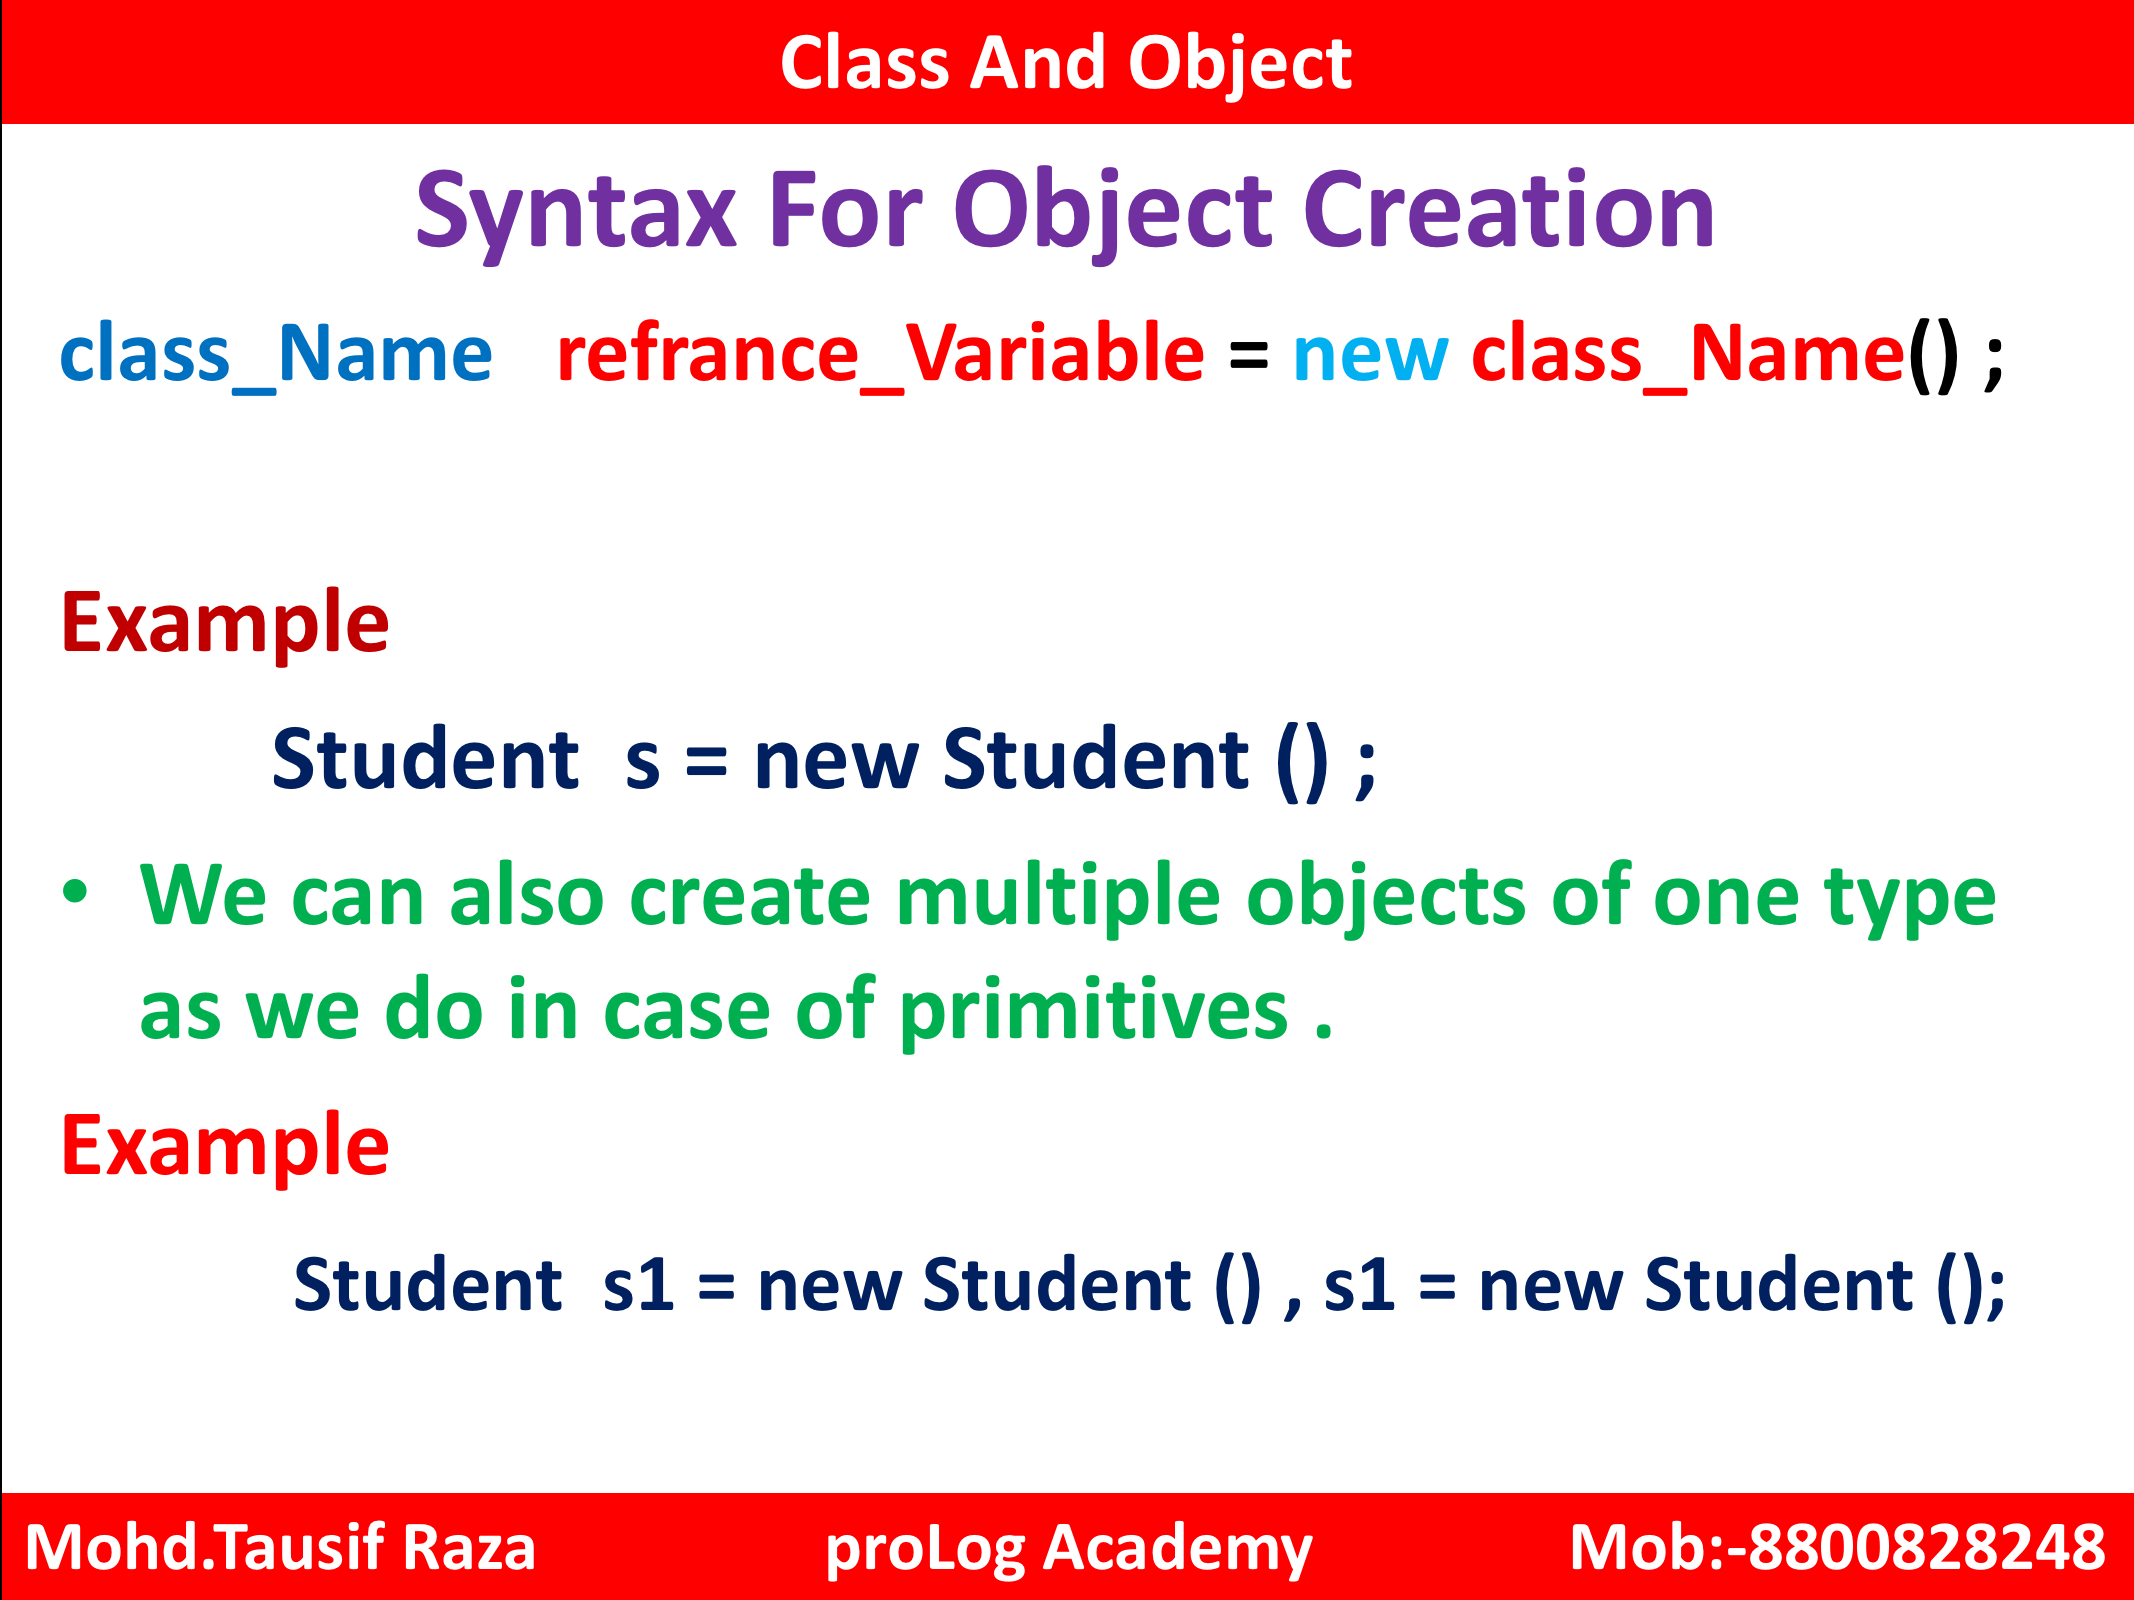 Class And Object
Syntax For Object Creation
class_Name refrance_Variable = new class_Name() ;
Example
Student s = new Student () ;
• We can also create multiple objects of one type
as we do in case of primitives .
Example
Student s1 = new Student () , s1 = new Student ();
Mohd.Tausif Raza proLog Academy Mob:-8800828248